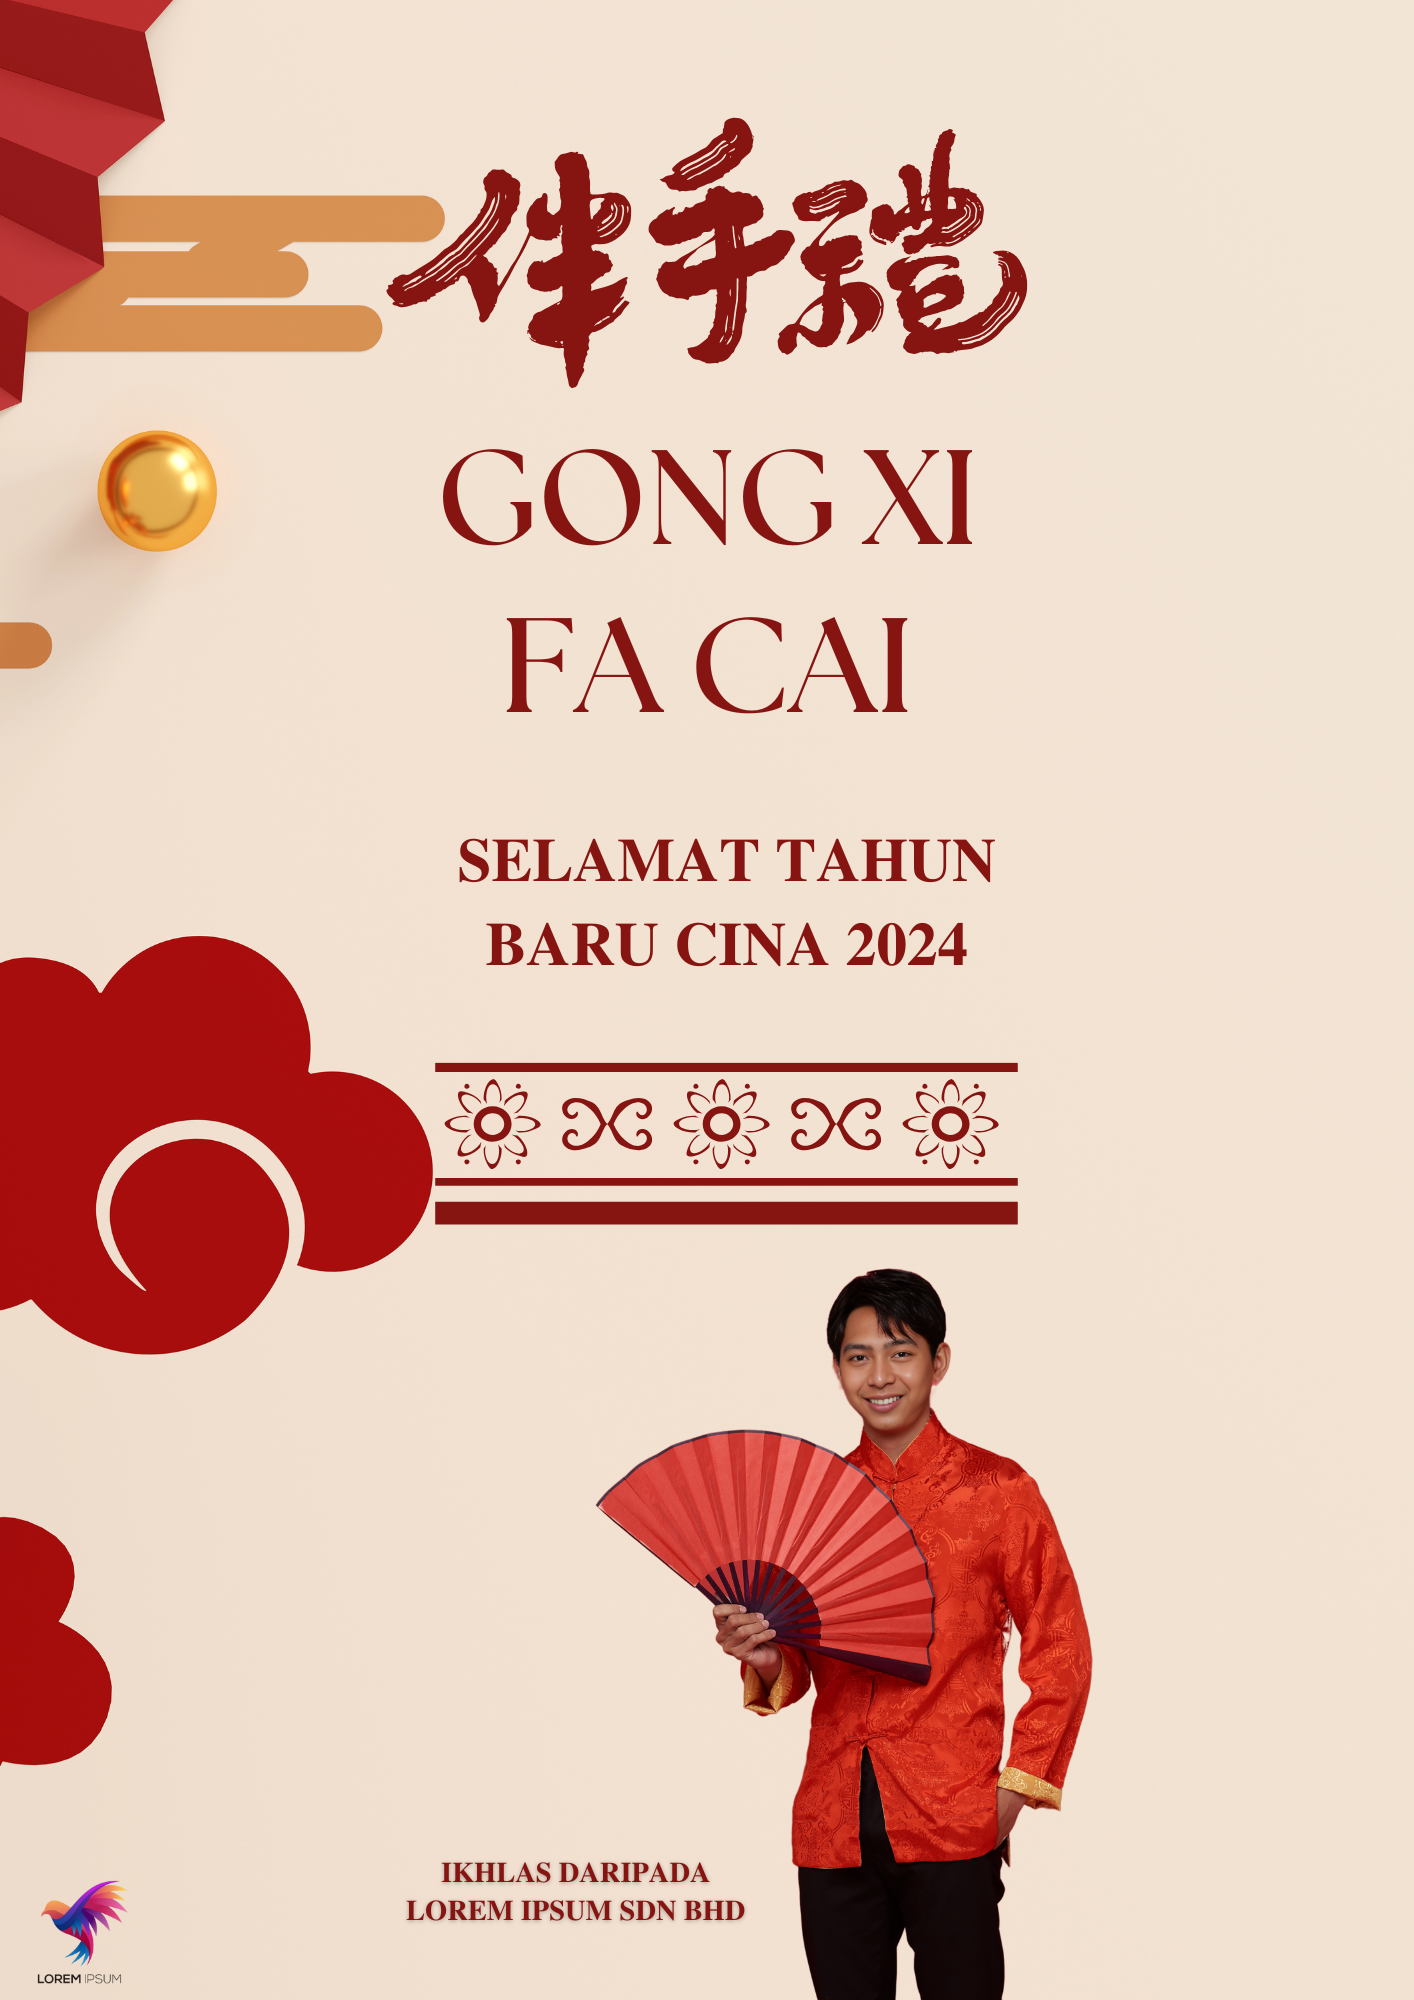 伴手禮
GONG XI
FA CAI
SELAMAT TAHUN
BARU CINA 2024
IKHLAS DARIPADA
LOREM IPSUM SDN BHD
LOREM IPSUM